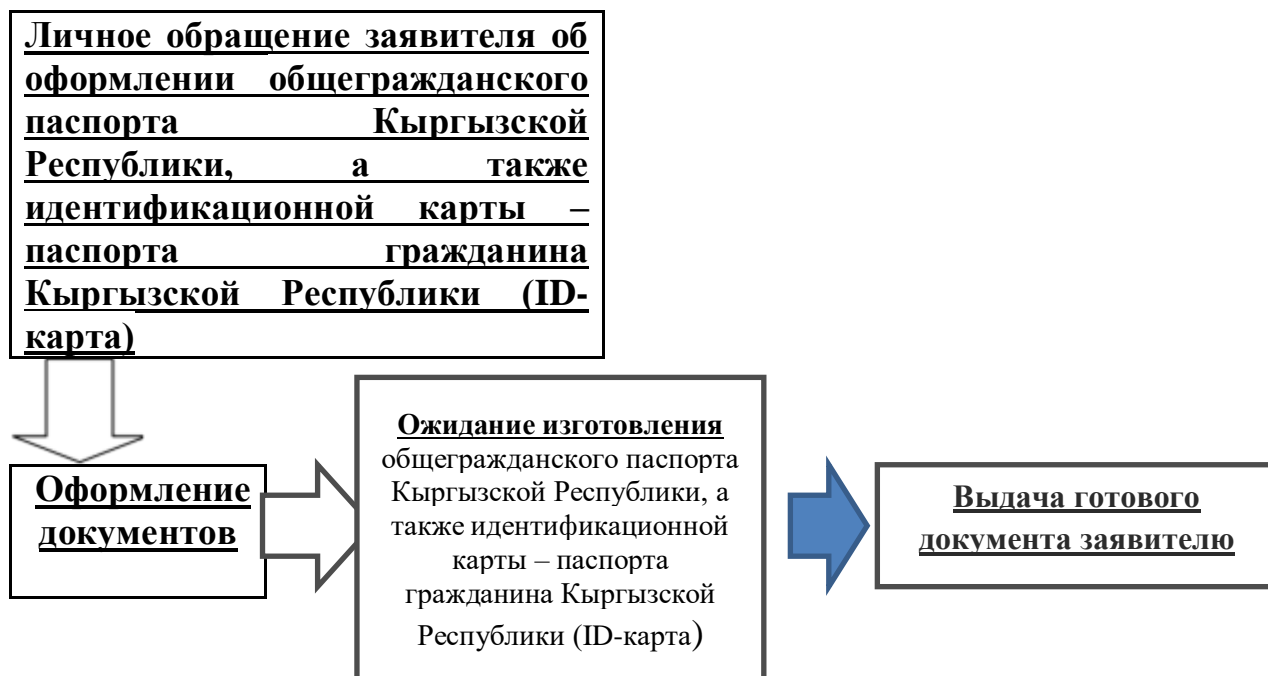 Личное обращение заявителя об
оформлении общегражданского
паспорта Кыргызской
Республики, а также
идентификационной карты –
паспорта гражданина
Кыргызской Республики (ID-
карта)
Оформление
документов
Ожидание изготовления
общегражданского паспорта
Кыргызской Республики, а
также идентификационной
карты – паспорта
гражданина Кыргызской
Республики (ID-карта)
Выдача готового
документа заявителю